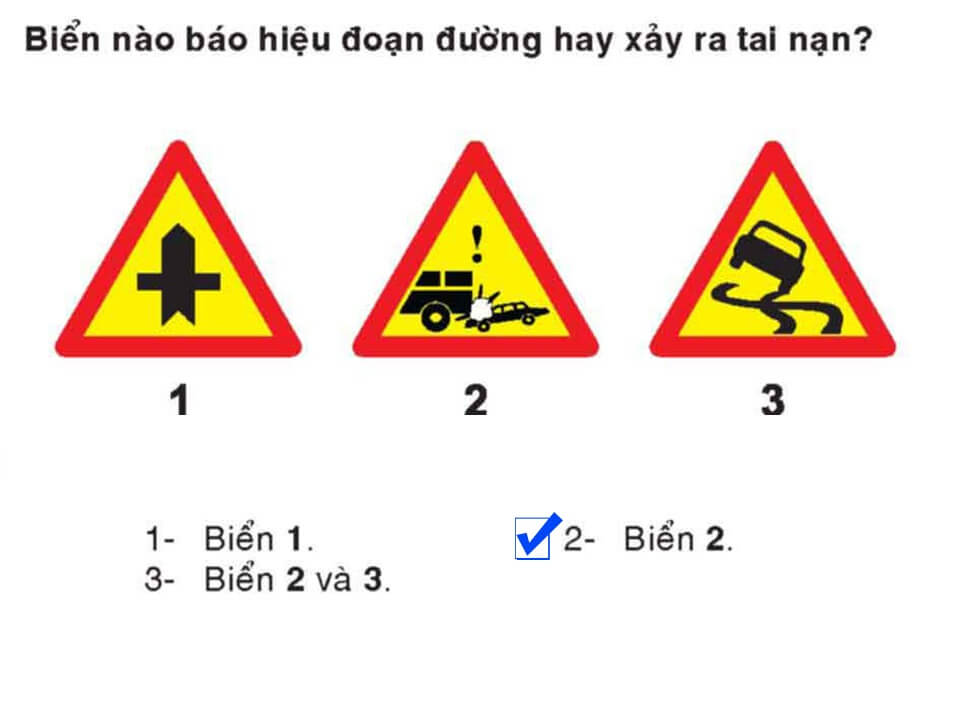 Biển nào báo hiệu đoạn đường hay xảy ra tai nạn?
!
1 2 3
1- Biển 1. 2- Biển 2.
3- Biển 2 và 3.